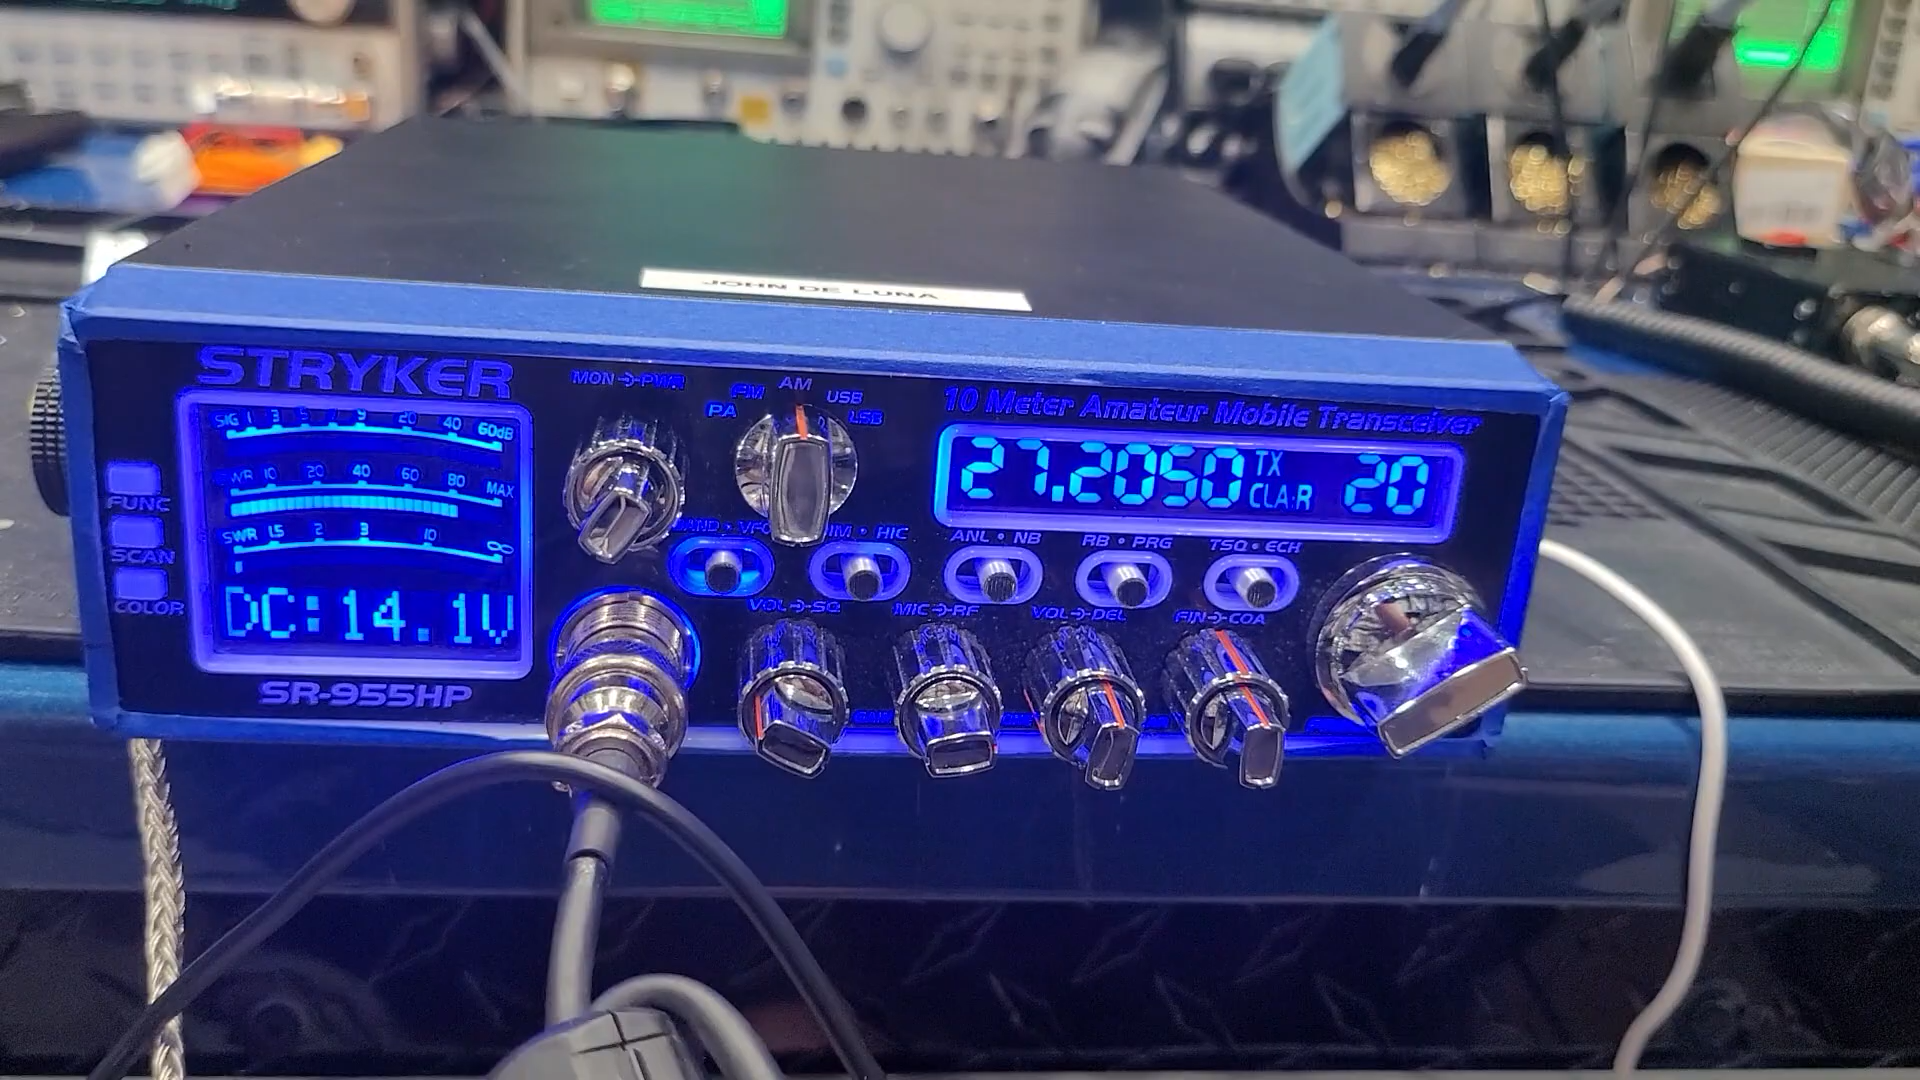 JOHN DE LUNA
STRYKER
MON PWR
PA FM AM USB LSB
10 Meter Amateur Mobile Transceiver
SIG 1 3 5 7 9 20 40 60dB
27.2050 TX CLA·R 20
10 20 40 60 80 MAX
FUNC
SWR 1.5 2 3 10 ∞
HIC ANL • NB RB • PRG TSQ • ECH
SCAN
COLOR
DC:14.1V
VOL SQ MIC RF VOL DEL FIN COA
SR-955HP